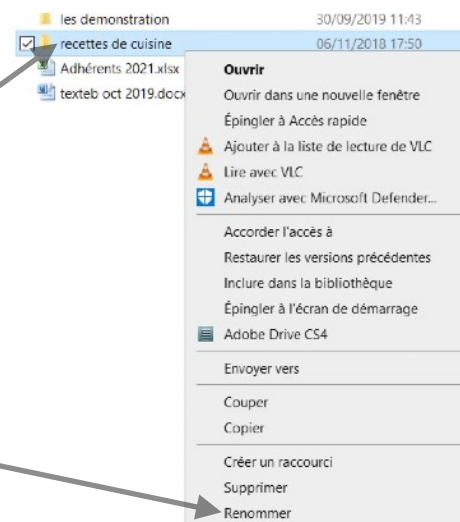 les demonstration 30/09/2019 11:43
recettes de cuisine 06/11/2018 17:50
Adhérents 2021.xlsx
texteb oct 2019.docx
Ouvrir
Ouvrir dans une nouvelle fenêtre
Épingler à Accès rapide
Ajouter à la liste de lecture de VLC
Lire avec VLC
Analyser avec Microsoft Defender...
Accorder l'accès à
Restaurer les versions précédentes
Inclure dans la bibliothèque
Épingler à l'écran de démarrage
Adobe Drive CS4
Envoyer vers
Couper
Copier
Créer un raccourci
Supprimer
Renommer